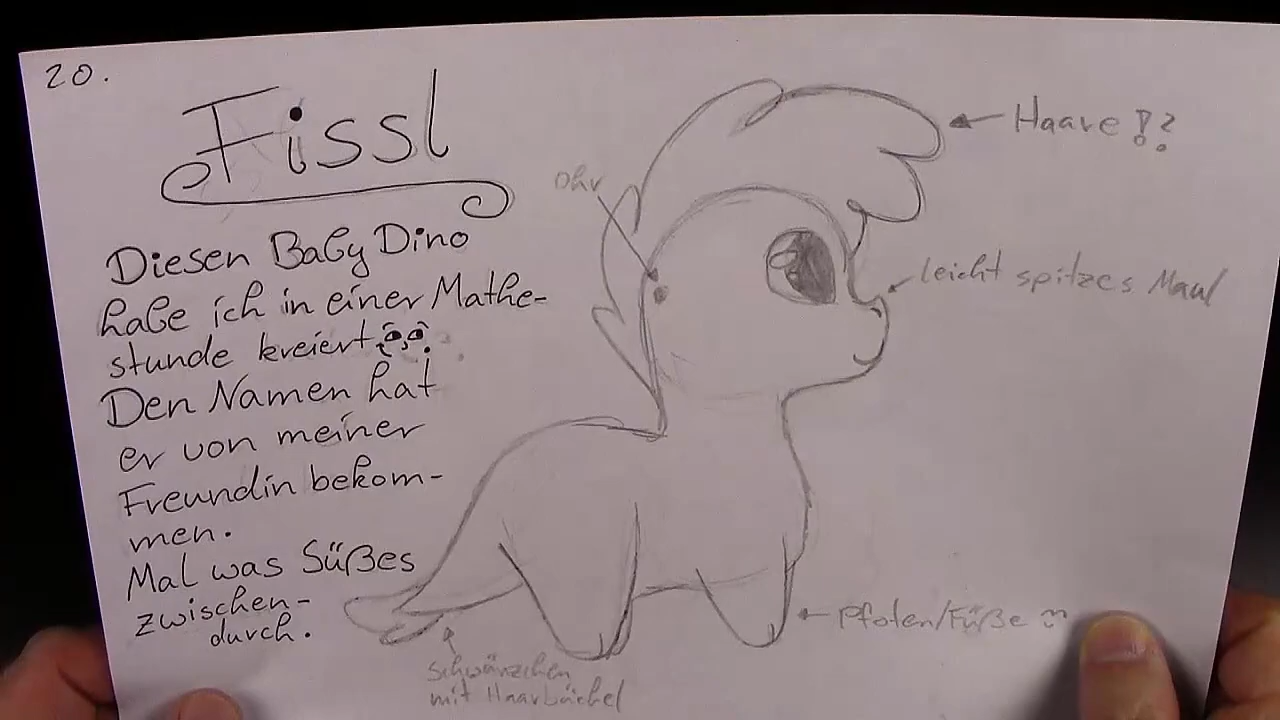 20.
Fissl
Diesen Baby Dino
habe ich in einer Mathe-
stunde kreiert
Den Namen hat
er von meiner
Freundin bekom-
men.
Mal was Süßes
zwischen-
durch.
Haare !?
Ohr
leicht spitzes Maul
Pfoten/Füße
Schwänzchen
mit Haarbüchel